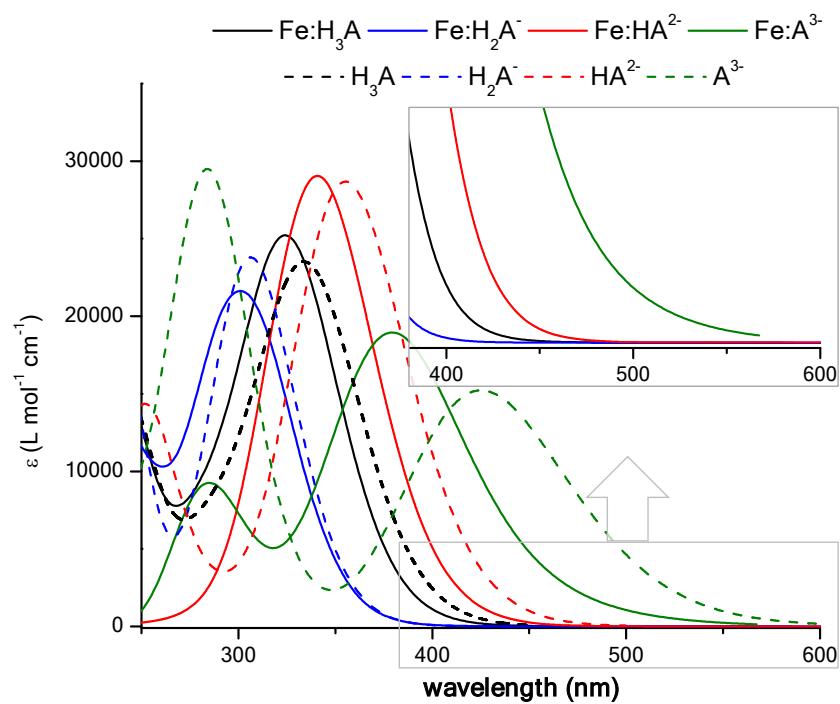 Fe:H₃A Fe:H₂A⁻ Fe:HA²⁻ Fe:A³⁻
H₃A H₂A⁻ HA²⁻ A³⁻
30000
20000
10000
0
ε (L mol⁻¹ cm⁻¹)
400 500 600
300 400 500 600
wavelength (nm)